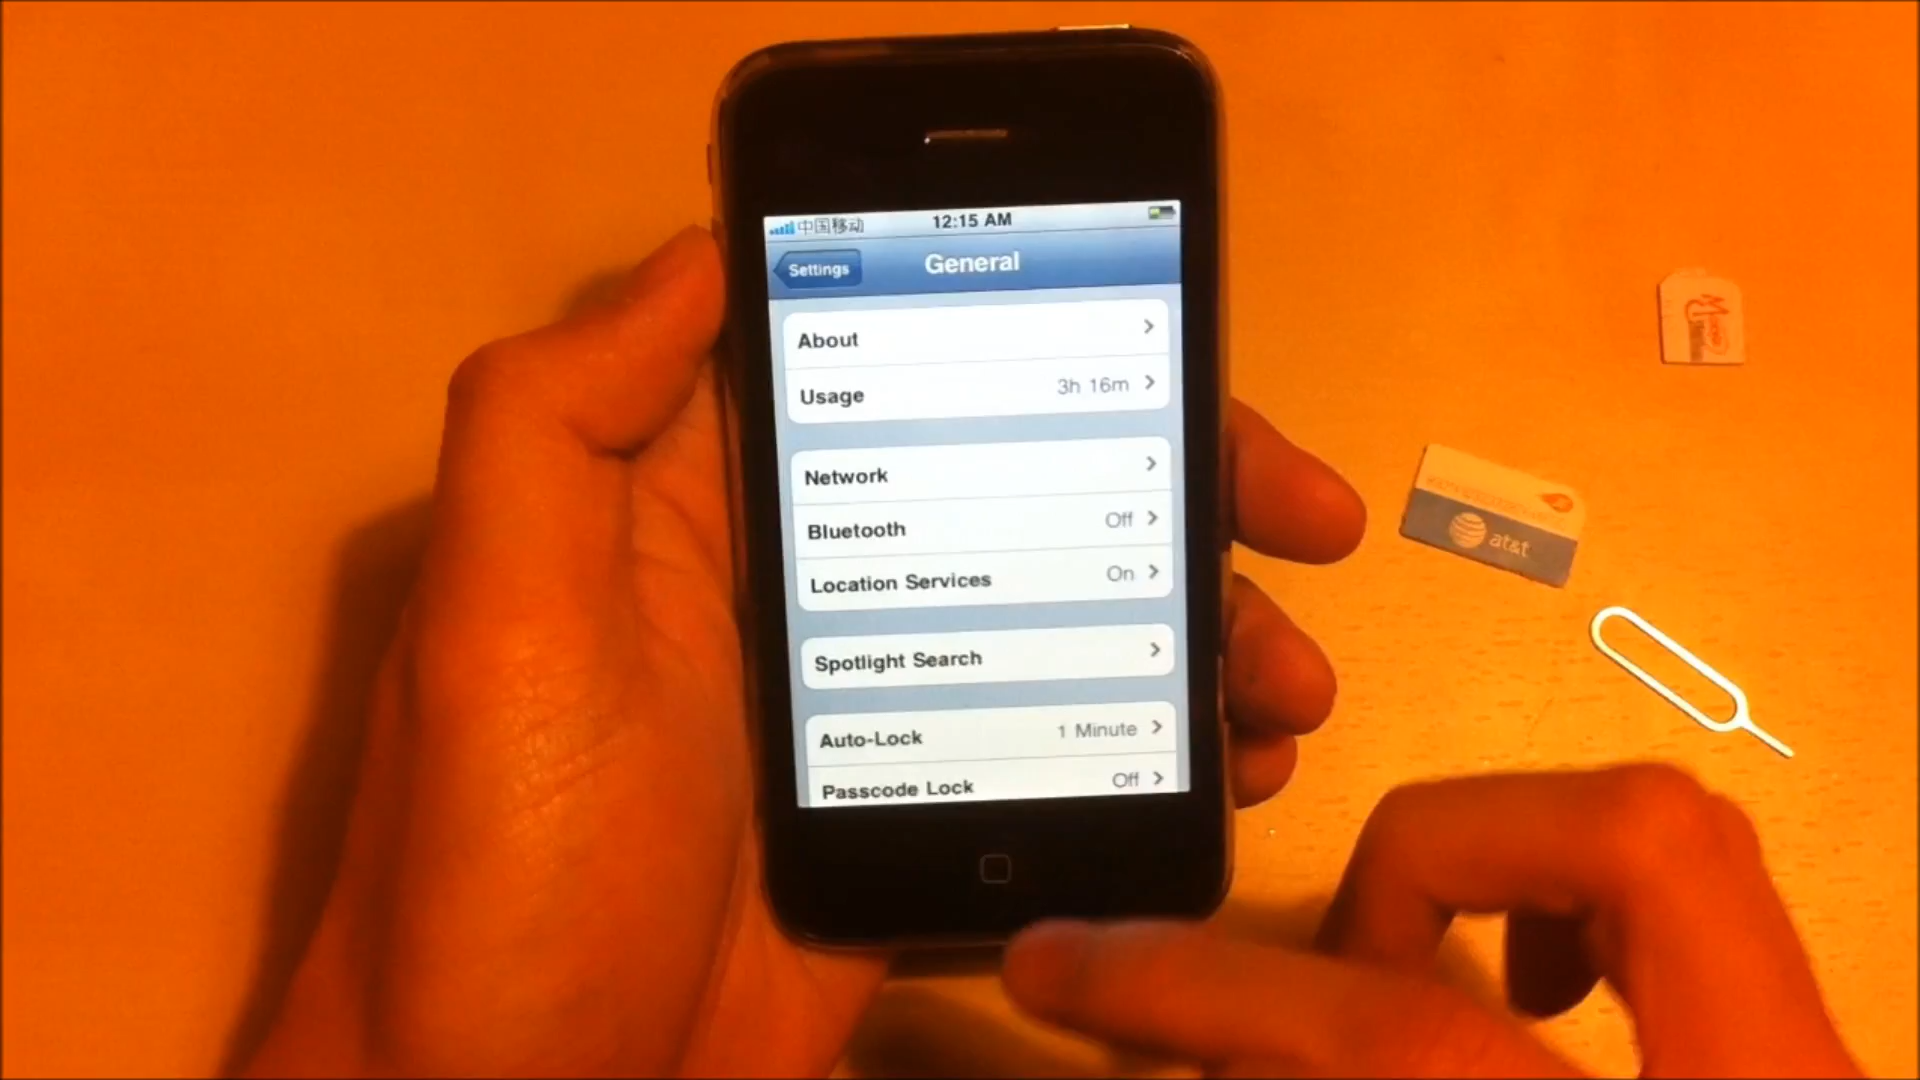 中国移动 12:15 AM
Settings General
About
Usage 3h 16m
Network
Bluetooth Off
Location Services On
Spotlight Search
Auto-Lock 1 Minute
Passcode Lock Off
at&t